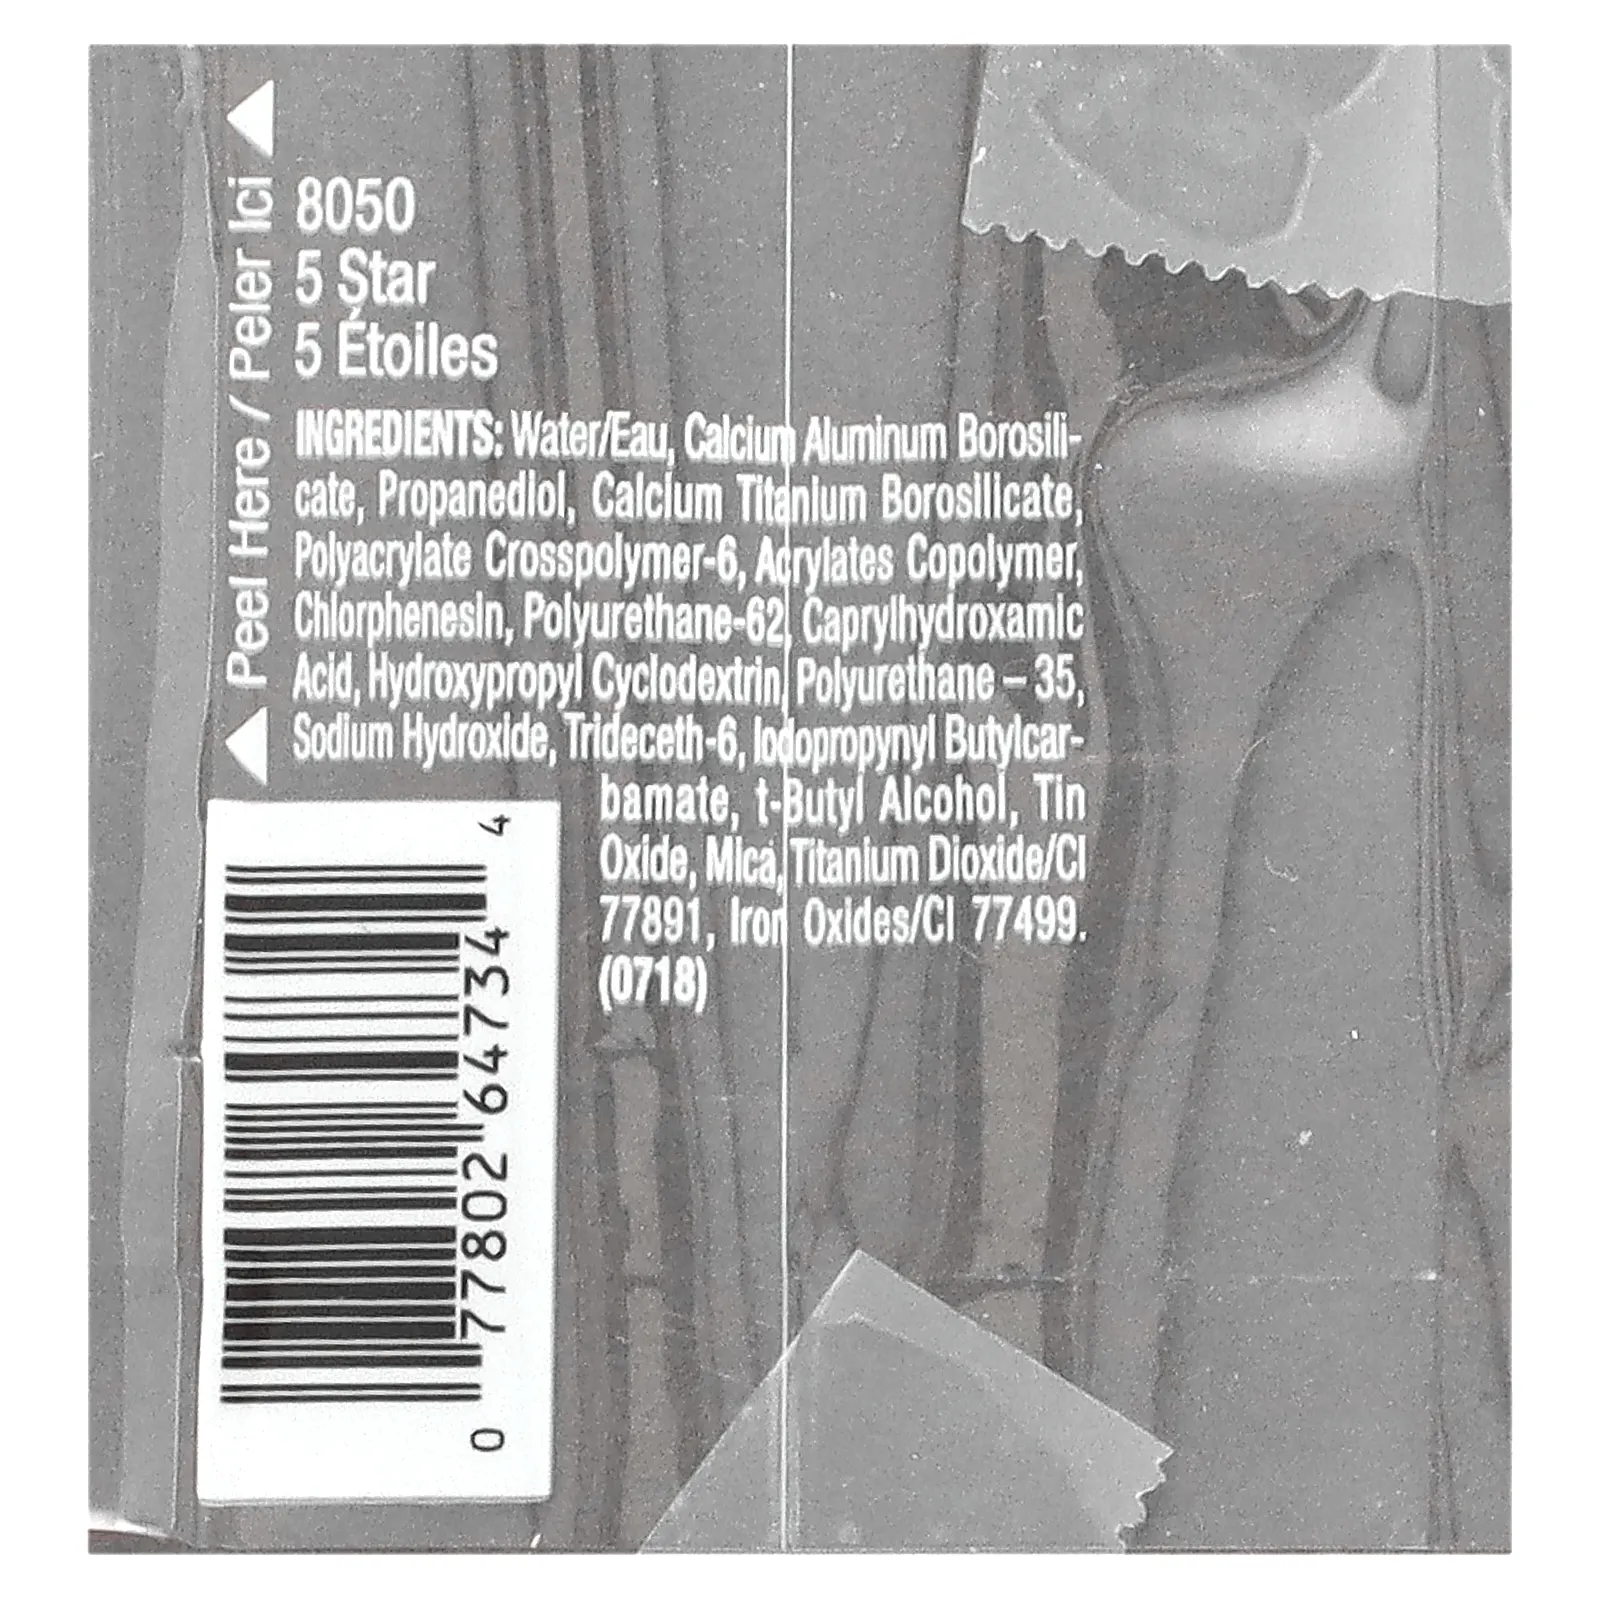 Peel Here / Peler Ici
8050
5 Star
5 Étoiles
INGREDIENTS: Water/Eau, Calcium Aluminum Borosili-
cate, Propanediol, Calcium Titanium Borosilicate,
Polyacrylate Crosspolymer-6, Acrylates Copolymer,
Chlorphenesin, Polyurethane-62, Caprylhydroxamic
Acid, Hydroxypropyl Cyclodextrin, Polyurethane – 35,
Sodium Hydroxide, Trideceth-6, Iodopropynyl Butylcar-
bamate, t-Butyl Alcohol, Tin
Oxide, Mica, Titanium Dioxide/CI
77891, Iron Oxides/CI 77499.
(0718)
0 77802 64734 4